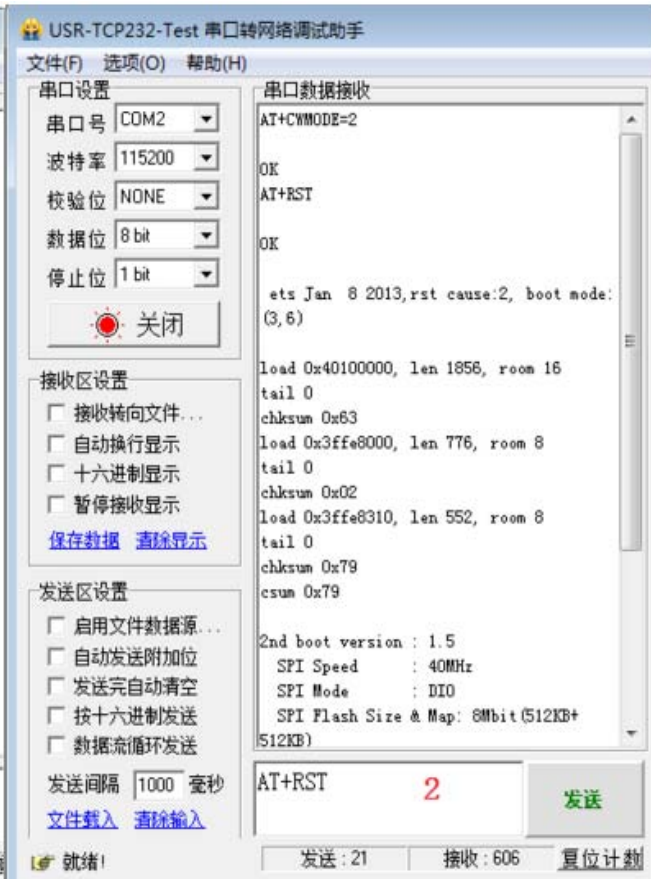 USR-TCP232-Test 串口转网络调试助手
文件(F) 选项(O) 帮助(H)
串口设置
串口号 COM2
波特率 115200
校验位 NONE
数据位 8 bit
停止位 1 bit
关闭
接收区设置
接收转向文件...
自动换行显示
十六进制显示
暂停接收显示
保存数据 清除显示
发送区设置
启用文件数据源...
自动发送附加位
发送完自动清空
按十六进制发送
数据流循环发送
发送间隔 1000 毫秒
文件载入 清除输入
就绪!
串口数据接收
AT+CWMODE=2
OK
AT+RST
OK
ets Jan 8 2013,rst cause:2, boot mode:
(3,6)
load 0x40100000, len 1856, room 16
tail 0
chksum 0x63
load 0x3ffe8000, len 776, room 8
tail 0
chksum 0x02
load 0x3ffe8310, len 552, room 8
tail 0
chksum 0x79
csum 0x79
2nd boot version : 1.5
SPI Speed : 40MHz
SPI Mode : DIO
SPI Flash Size & Map: 8Mbit(512KB+
512KB)
AT+RST 2
发送
发送 : 21 接收 : 606 复位计数